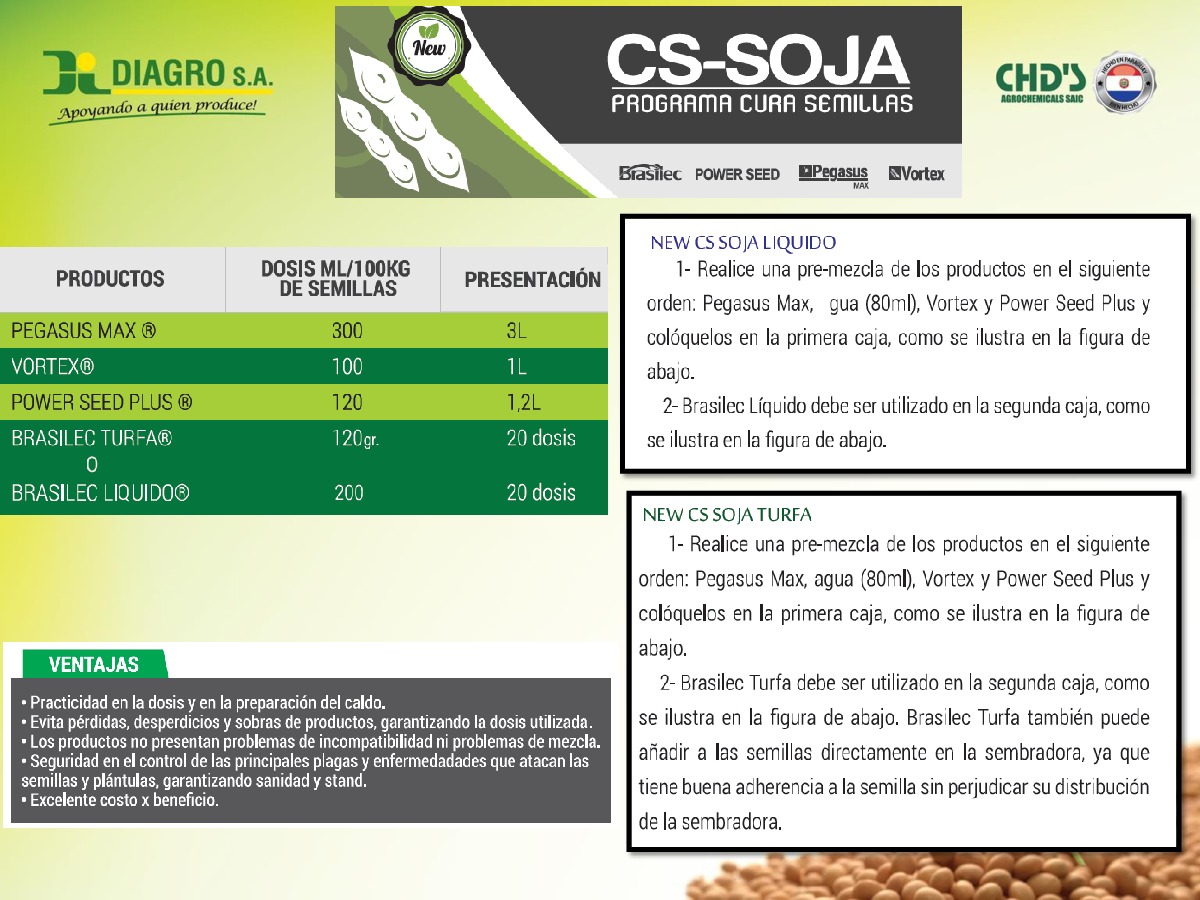 DIAGRO S.A.
Apoyando a quien produce!
New
CS-SOJA
PROGRAMA CURA SEMILLAS
Brasilec POWER SEED Pegasus MAX Vortex
CHD'S
AGROCHEMICALS SAIC
HECHO EN PARAGUAY
BIEN HECHO
PRODUCTOS DOSIS ML/100KG DE SEMILLAS PRESENTACIÓN
PEGASUS MAX ® 300 3L
VORTEX® 100 1L
POWER SEED PLUS ® 120 1,2L
BRASILEC TURFA® 120gr. 20 dosis
O
BRASILEC LIQUIDO® 200 20 dosis
VENTAJAS
• Practicidad en la dosis y en la preparación del caldo.
• Evita pérdidas, desperdicios y sobras de productos, garantizando la dosis utilizada.
• Los productos no presentan problemas de incompatibilidad ni problemas de mezcla.
• Seguridad en el control de las principales plagas y enfermedadades que atacan las
semillas y plántulas, garantizando sanidad y stand.
• Excelente costo x beneficio.
NEW CS SOJA LIQUIDO
1- Realice una pre-mezcla de los productos en el siguiente
orden: Pegasus Max, gua (80ml), Vortex y Power Seed Plus y
colóquelos en la primera caja, como se ilustra en la figura de
abajo.
2- Brasilec Líquido debe ser utilizado en la segunda caja, como
se ilustra en la figura de abajo.
NEW CS SOJA TURFA
1- Realice una pre-mezcla de los productos en el siguiente
orden: Pegasus Max, agua (80ml), Vortex y Power Seed Plus y
colóquelos en la primera caja, como se ilustra en la figura de
abajo.
2- Brasilec Turfa debe ser utilizado en la segunda caja, como
se ilustra en la figura de abajo. Brasilec Turfa también puede
añadir a las semillas directamente en la sembradora, ya que
tiene buena adherencia a la semilla sin perjudicar su distribución
de la sembradora.